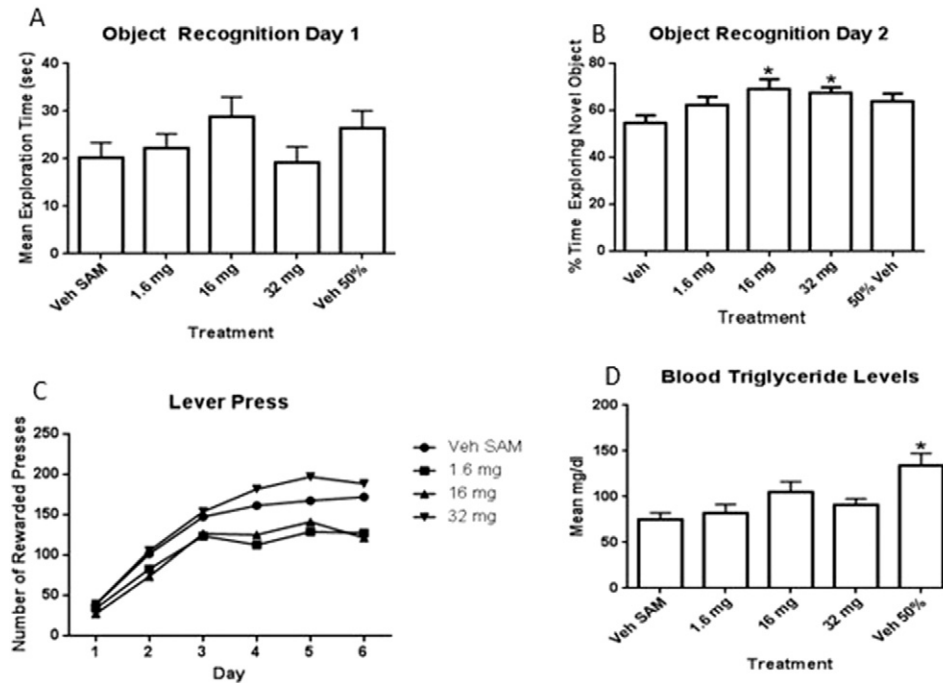 A
Object Recognition Day 1
Mean Exploration Time (sec)
40
30
20
10
0
Veh SAM
1.6 mg
16 mg
32 mg
Veh 50%
Treatment
B
Object Recognition Day 2
% Time Exploring Novel Object
80
60
40
20
0
*
*
Veh
1.6 mg
16 mg
32 mg
50% Veh
Treatment
C
Lever Press
Number of Rewarded Presses
250
200
150
100
50
0
1 2 3 4 5 6
Day
Veh SAM
1.6 mg
16 mg
32 mg
D
Blood Triglyceride Levels
Mean mg/dl
200
150
100
50
0
*
Veh SAM
1.6 mg
16 mg
32 mg
Veh 50%
Treatment